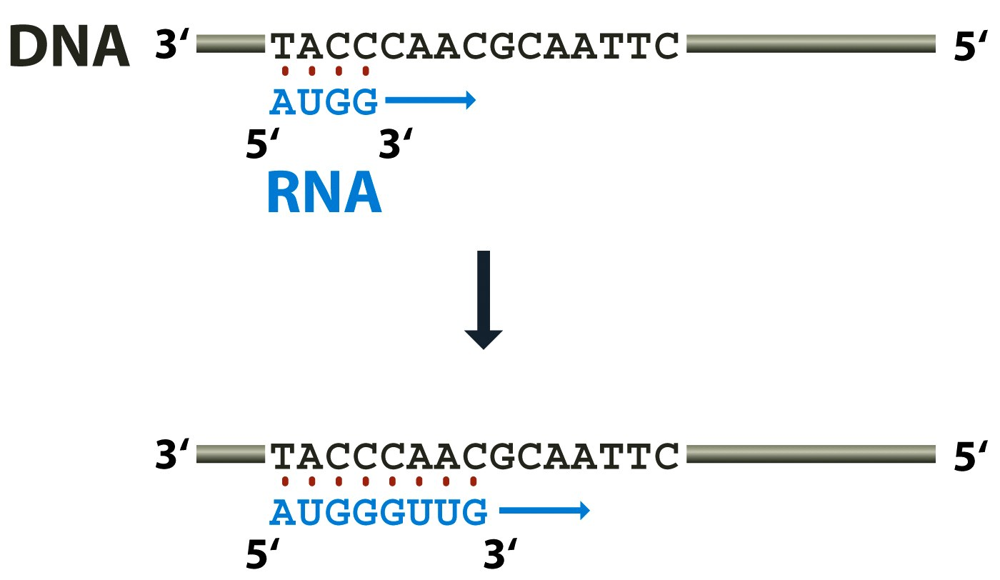 DNA 3‘ TACCCAACGCAATTC 5‘
AUGG
5‘ 3‘
RNA
3‘ TACCCAACGCAATTC 5‘
AUGGGUUG
5‘ 3‘